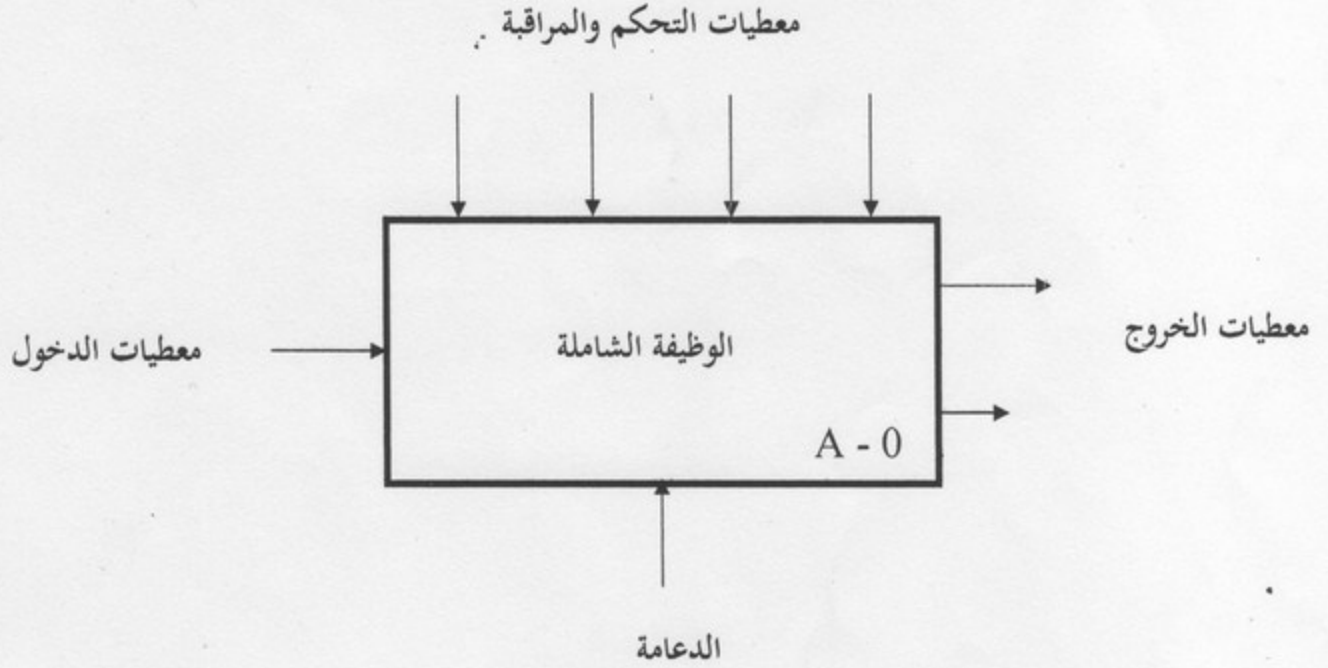 معطيات التحكم والمراقبة
معطيات الخروج
الوظيفة الشاملة
معطيات الدخول
A - 0
الدعامة